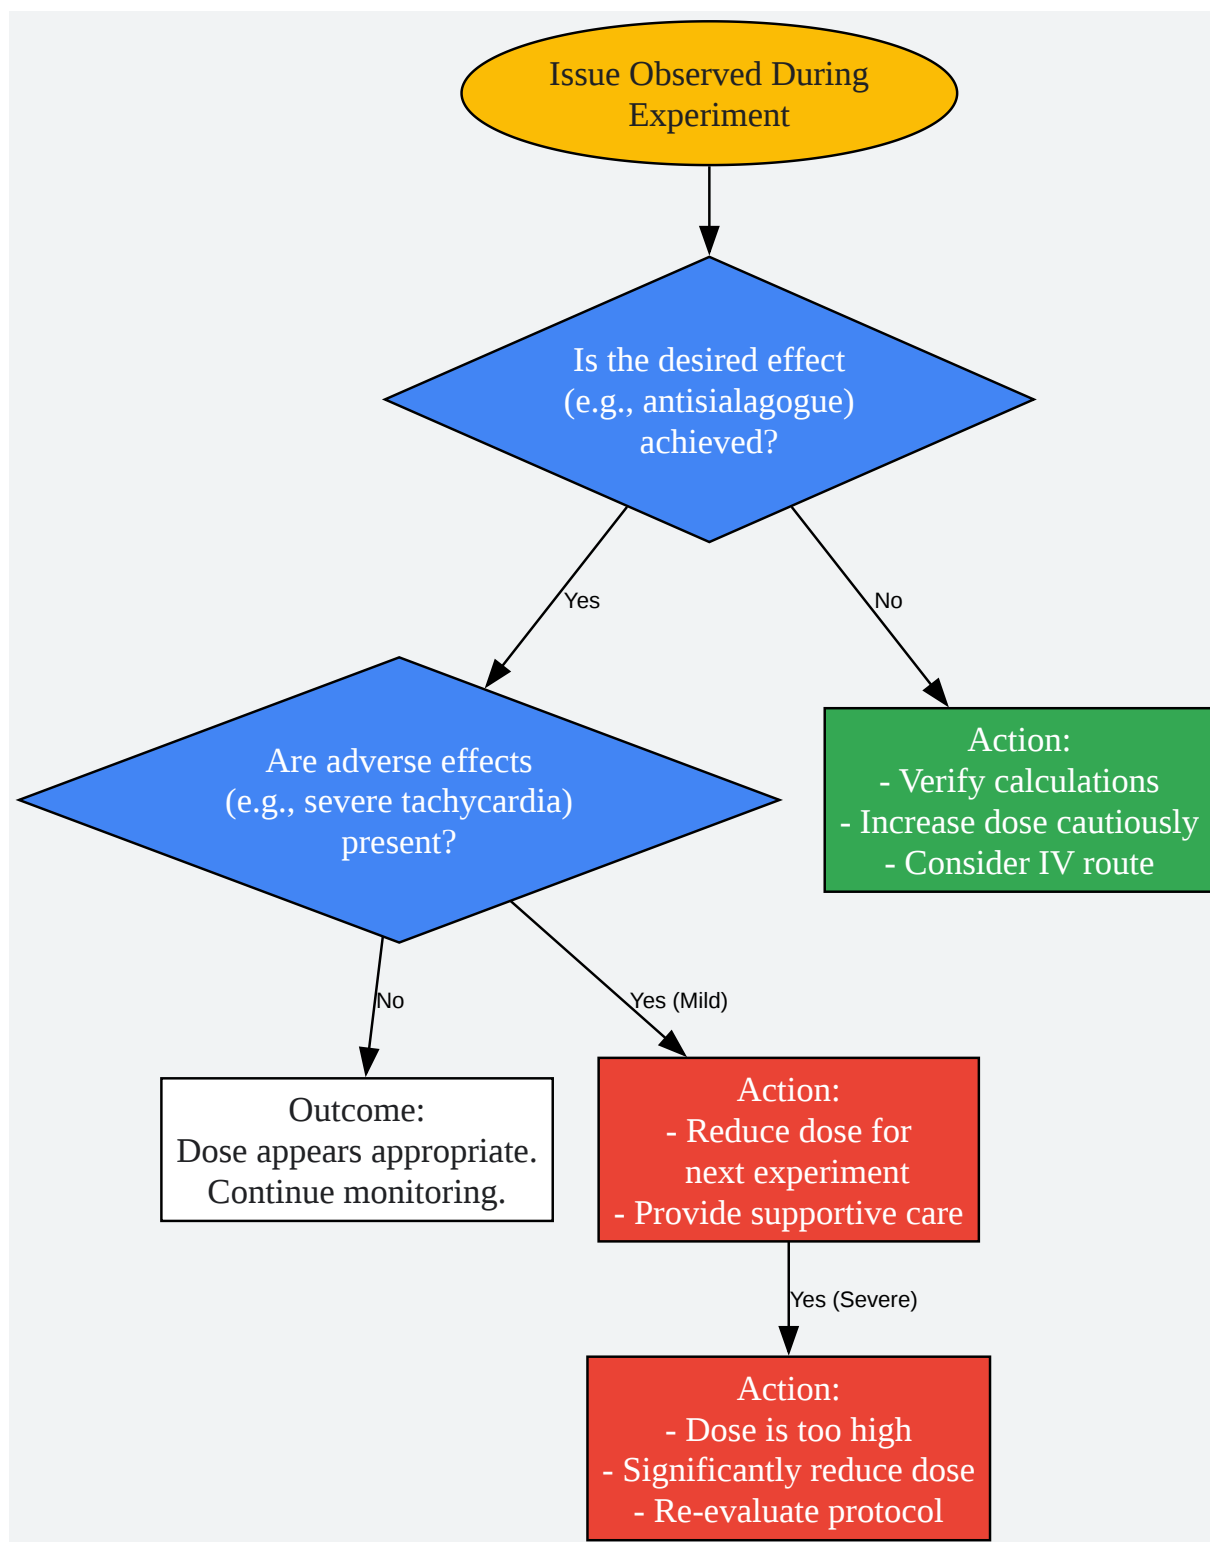 Issue Observed During
Experiment
Is the desired effect
(e.g., antisialagogue)
achieved?
Yes
No
Are adverse effects
(e.g., severe tachycardia)
present?
Action:
- Verify calculations
- Increase dose cautiously
- Consider IV route
No
Yes (Mild)
Outcome:
Dose appears appropriate.
Continue monitoring.
Action:
- Reduce dose for
next experiment
- Provide supportive care
Yes (Severe)
Action:
- Dose is too high
- Significantly reduce dose
- Re-evaluate protocol